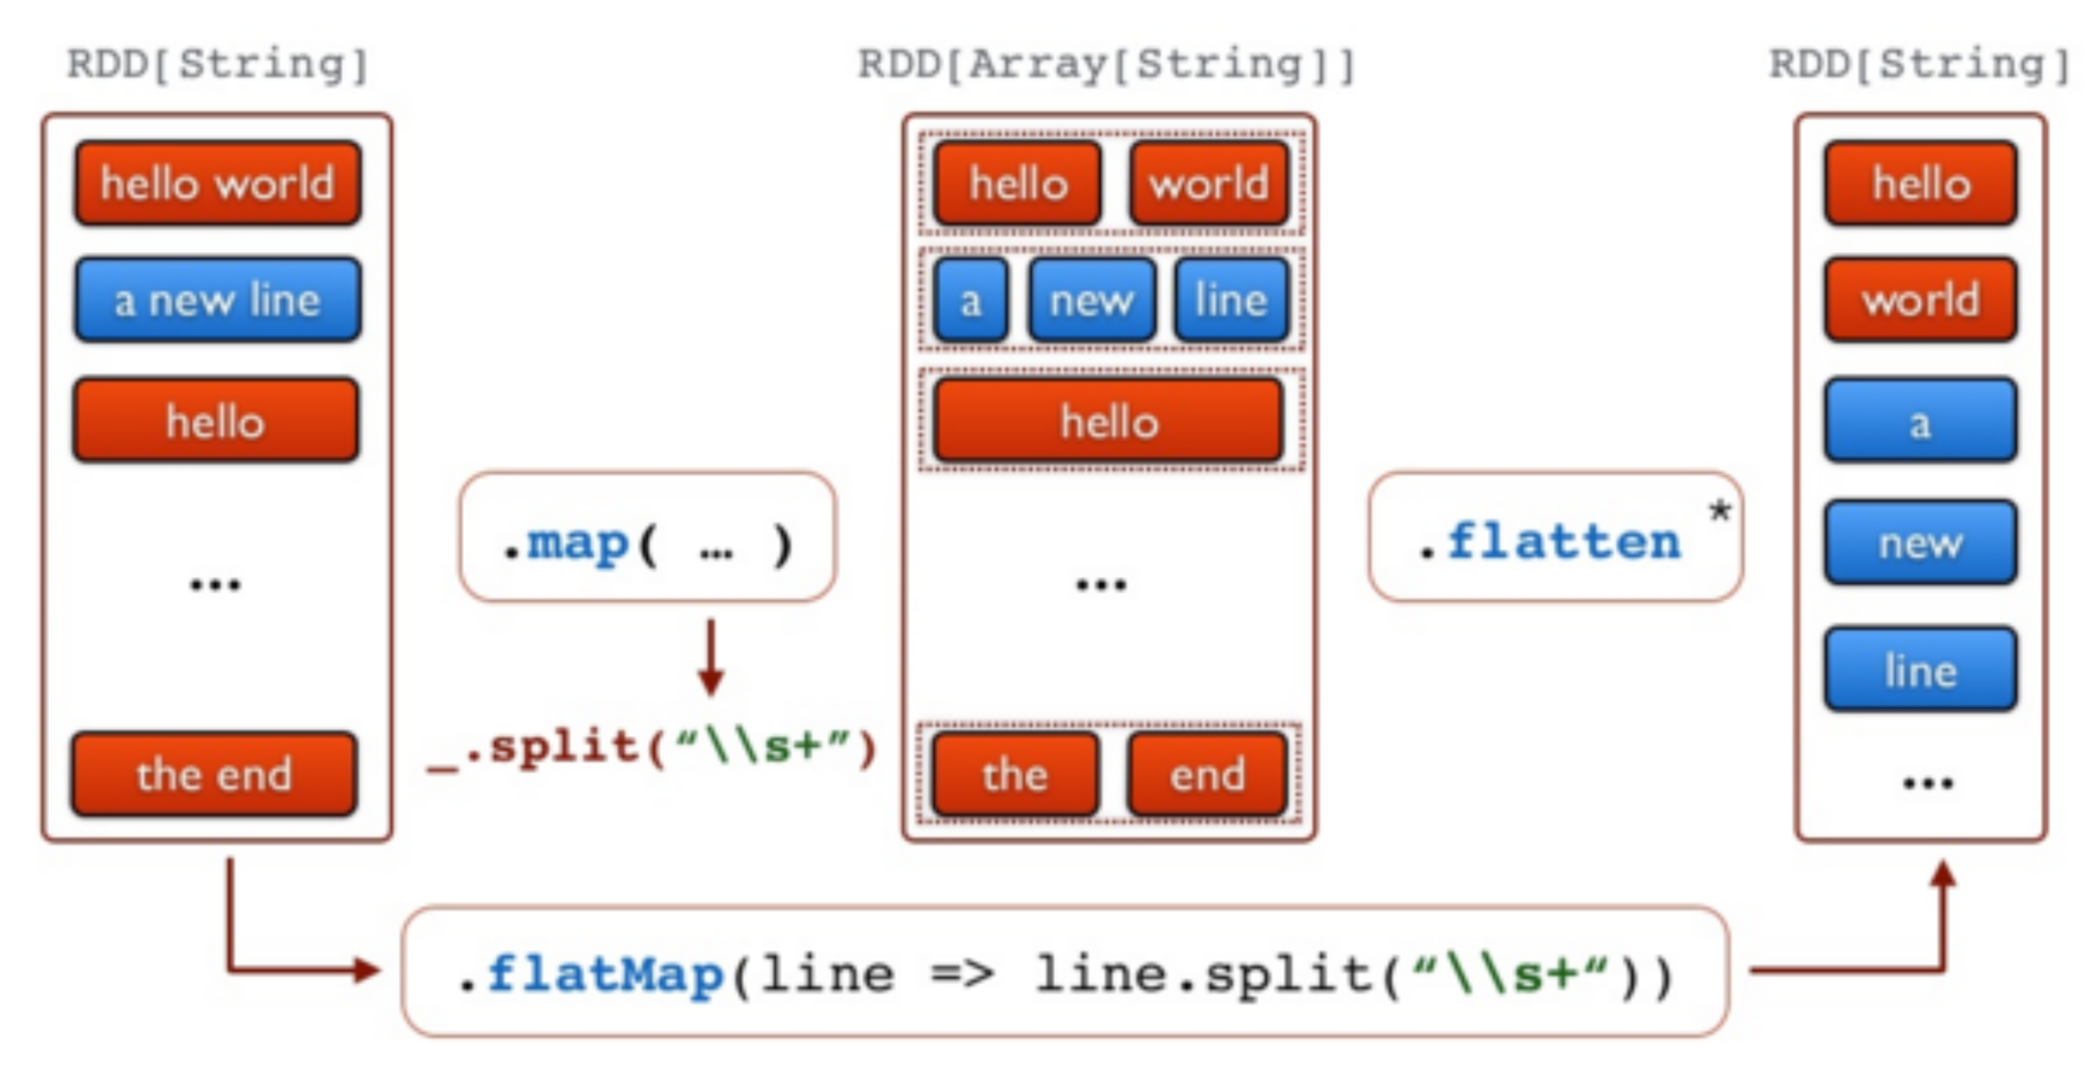 RDD[String]
hello world
a new line
hello
...
the end
.map( … )
_.split(“\\s+”)
RDD[Array[String]]
hello world
a new line
hello
...
the end
.flatten *
RDD[String]
hello
world
a
new
line
...
.flatMap(line => line.split(“\\s+“))